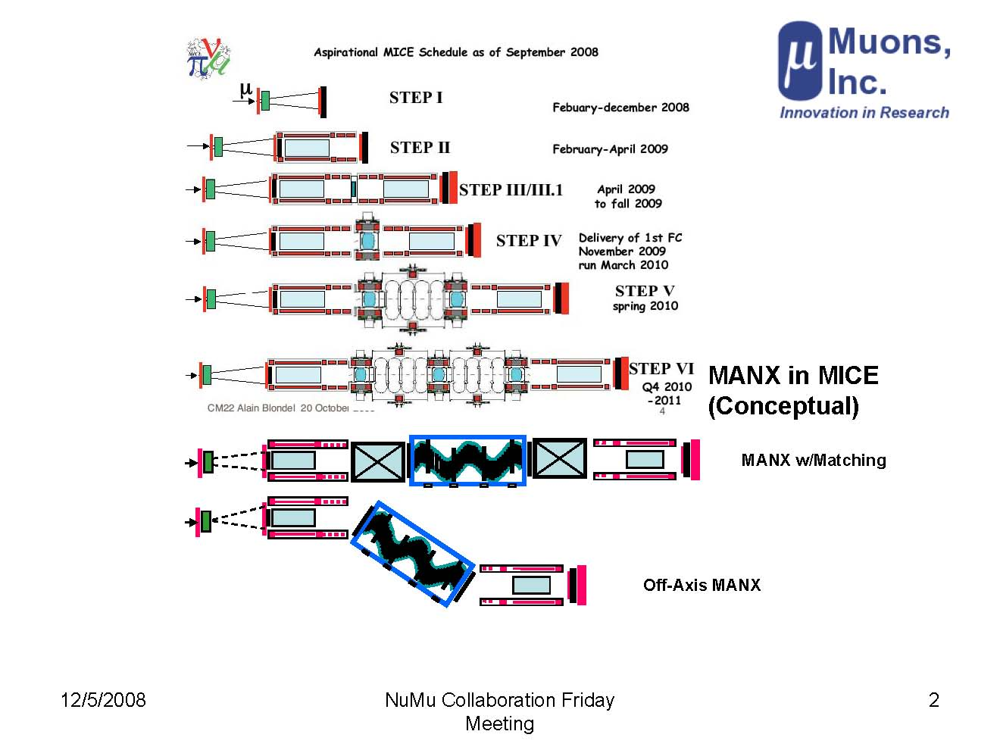 Aspirational MICE Schedule as of September 2008
μ Muons,
Inc.
Innovation in Research
MICE
μ
STEP I
Febuary-december 2008
STEP II
February-April 2009
STEP III/III.1
April 2009
to fall 2009
STEP IV
Delivery of 1st FC
November 2009
run March 2010
STEP V
spring 2010
STEP VI
Q4 2010
-2011
CM22 Alain Blondel 20 October
4
MANX in MICE
(Conceptual)
MANX w/Matching
Off-Axis MANX
12/5/2008
NuMu Collaboration Friday
Meeting
2